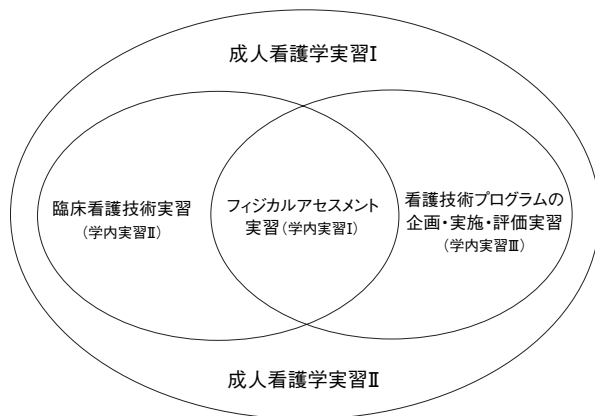 成人看護学実習Ⅰ
臨床看護技術実習
(学内実習Ⅱ)
フィジカルアセスメント
実習(学内実習Ⅰ)
看護技術プログラムの
企画・実施・評価実習
(学内実習Ⅲ)
成人看護学実習Ⅱ